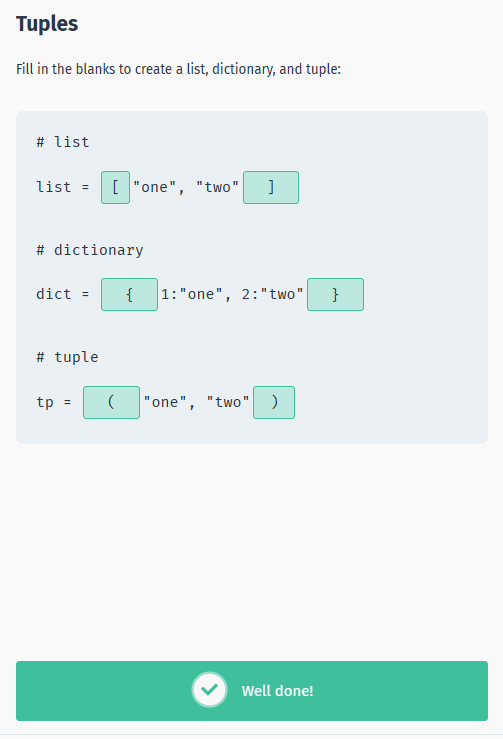 Tuples
Fill in the blanks to create a list, dictionary, and tuple:
# list
list = [ "one", "two" ]
# dictionary
dict = { 1:"one", 2:"two" }
# tuple
tp = ( "one", "two" )
Well done!